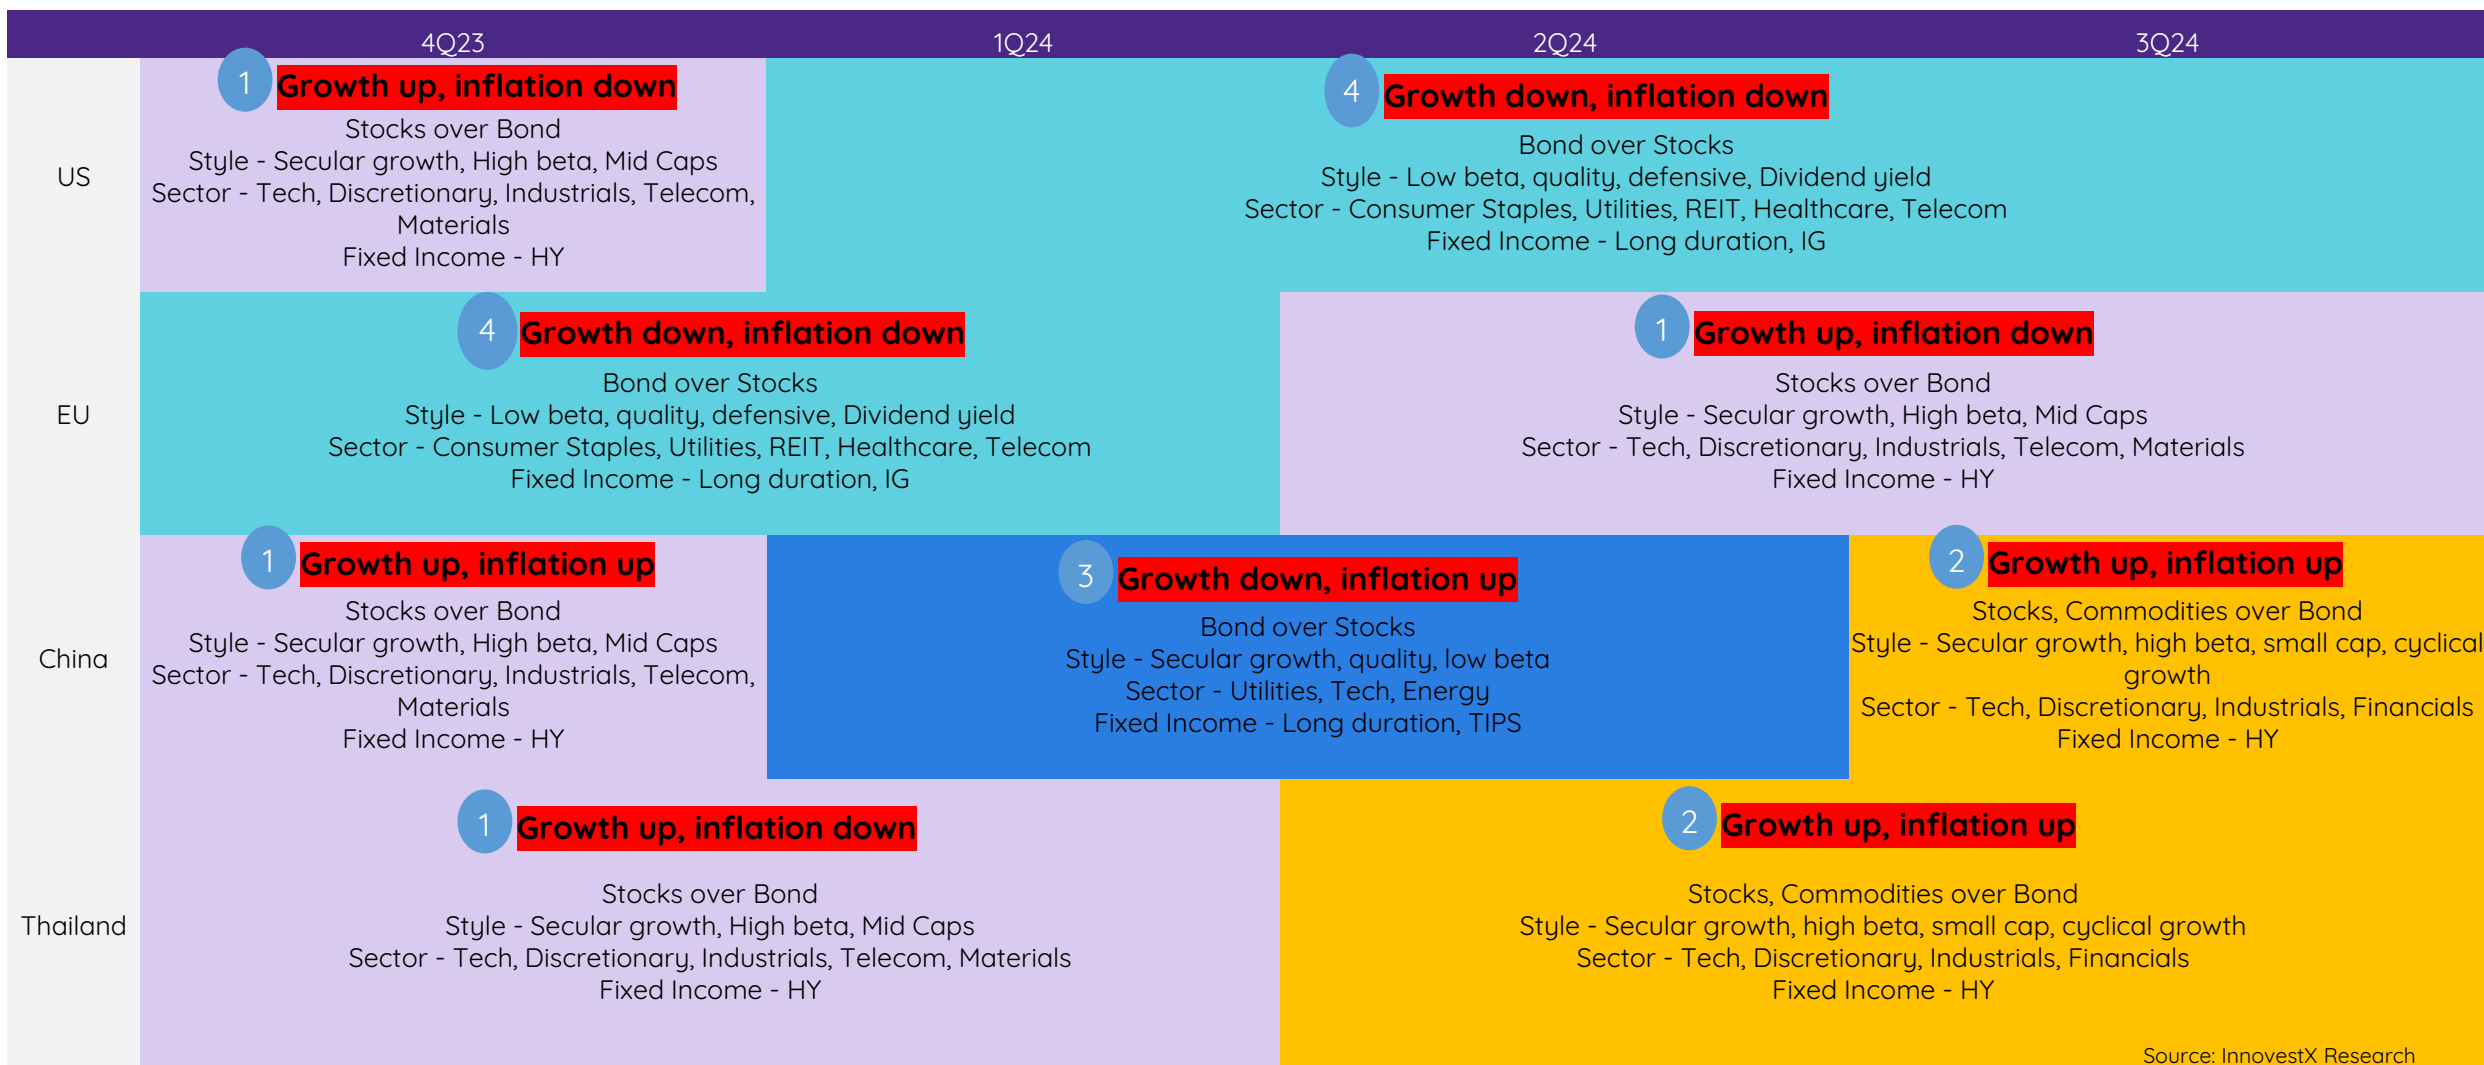 4Q23 1Q24 2Q24 3Q24
US
1 Growth up, inflation down
Stocks over Bond
Style - Secular growth, High beta, Mid Caps
Sector - Tech, Discretionary, Industrials, Telecom,
Materials
Fixed Income - HY
4 Growth down, inflation down
Bond over Stocks
Style - Low beta, quality, defensive, Dividend yield
Sector - Consumer Staples, Utilities, REIT, Healthcare, Telecom
Fixed Income - Long duration, IG
EU
4 Growth down, inflation down
Bond over Stocks
Style - Low beta, quality, defensive, Dividend yield
Sector - Consumer Staples, Utilities, REIT, Healthcare, Telecom
Fixed Income - Long duration, IG
1 Growth up, inflation down
Stocks over Bond
Style - Secular growth, High beta, Mid Caps
Sector - Tech, Discretionary, Industrials, Telecom, Materials
Fixed Income - HY
China
1 Growth up, inflation up
Stocks over Bond
Style - Secular growth, High beta, Mid Caps
Sector - Tech, Discretionary, Industrials, Telecom,
Materials
Fixed Income - HY
3 Growth down, inflation up
Bond over Stocks
Style - Secular growth, quality, low beta
Sector - Utilities, Tech, Energy
Fixed Income - Long duration, TIPS
2 Growth up, inflation up
Stocks, Commodities over Bond
Style - Secular growth, high beta, small cap, cyclical
growth
Sector - Tech, Discretionary, Industrials, Financials
Fixed Income - HY
Thailand
1 Growth up, inflation down
Stocks over Bond
Style - Secular growth, High beta, Mid Caps
Sector - Tech, Discretionary, Industrials, Telecom, Materials
Fixed Income - HY
2 Growth up, inflation up
Stocks, Commodities over Bond
Style - Secular growth, high beta, small cap, cyclical growth
Sector - Tech, Discretionary, Industrials, Financials
Fixed Income - HY
Source: InnovestX Research